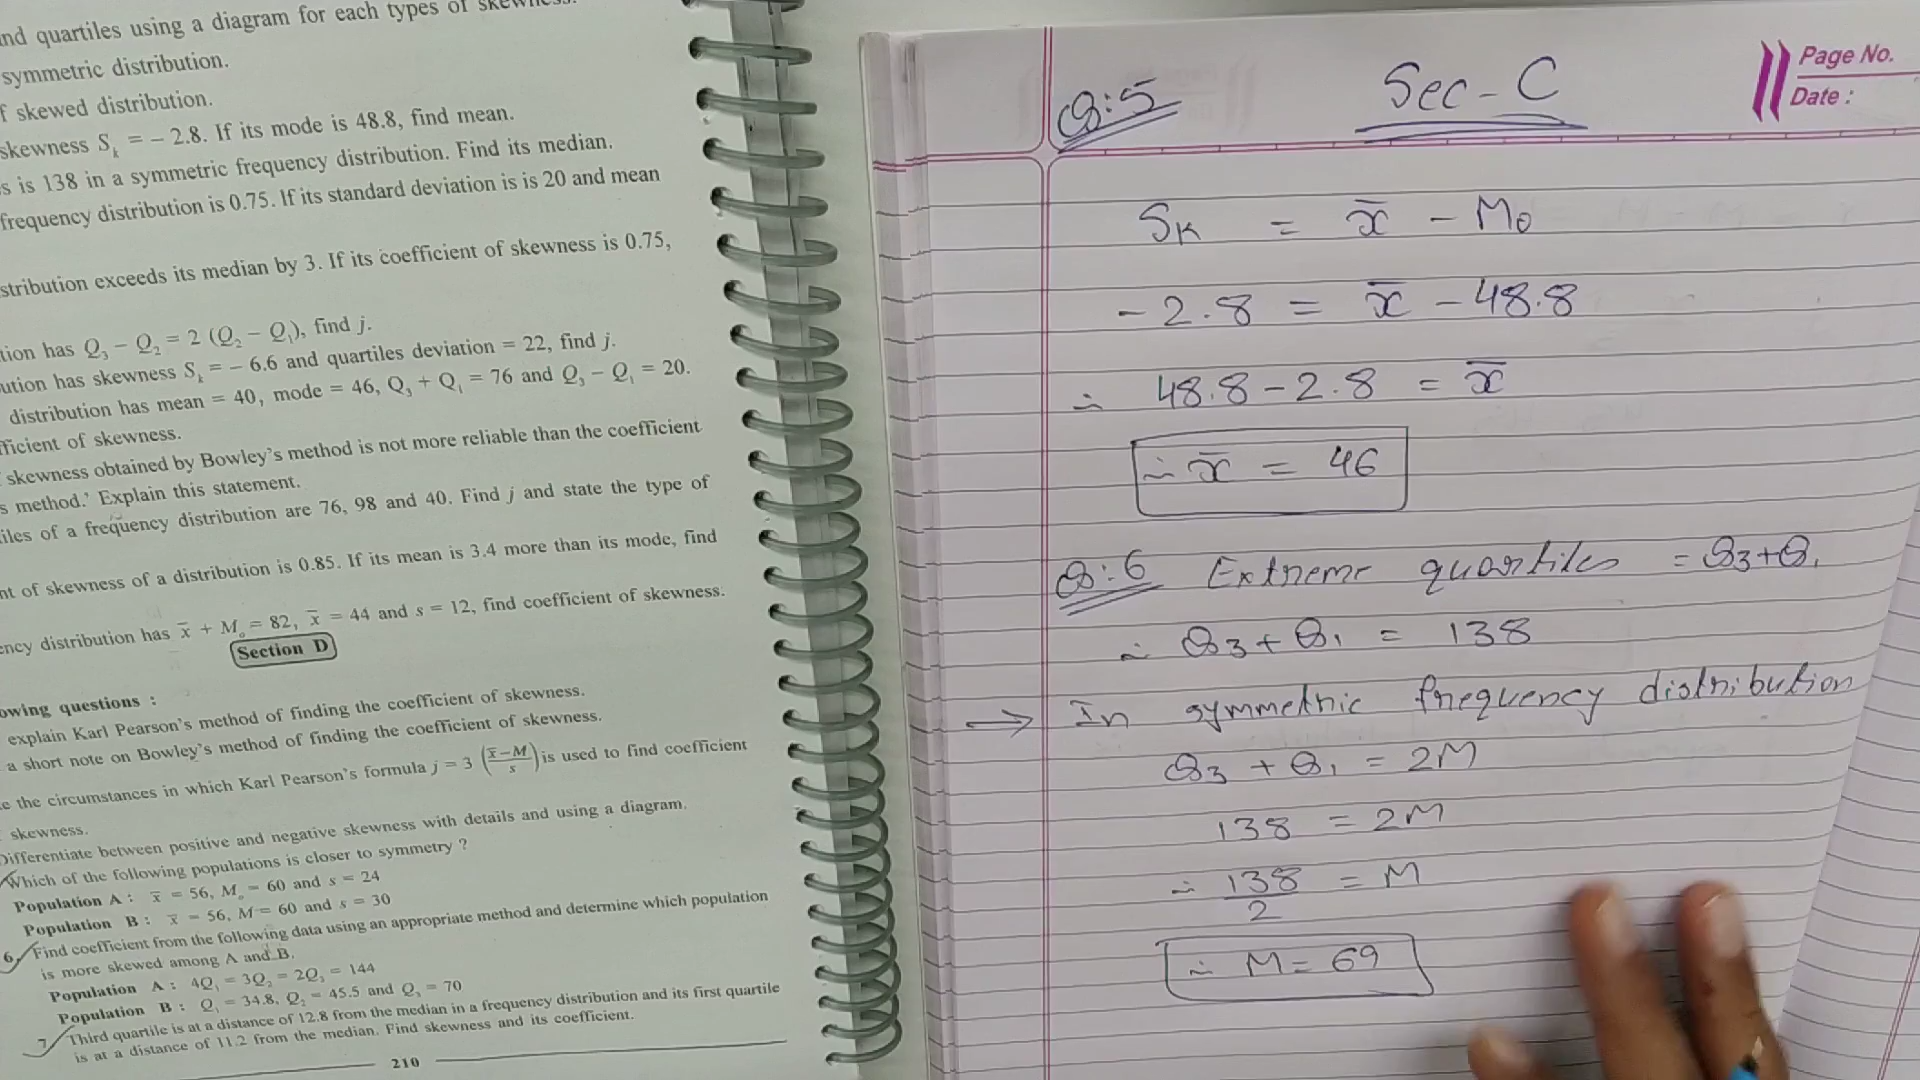 and quartiles using a diagram for each types of skewness.
symmetric distribution.
f skewed distribution.
skewness Sk = – 2.8. If its mode is 48.8, find mean.
s is 138 in a symmetric frequency distribution. Find its median.
frequency distribution is 0.75. If its standard deviation is is 20 and mean
stribution exceeds its median by 3. If its coefficient of skewness is 0.75,
tion has Q3 – Q2 = 2 (Q2 – Q1), find j.
ution has skewness Sk = – 6.6 and quartiles deviation = 22, find j.
distribution has mean = 40, mode = 46, Q3 + Q1 = 76 and Q3 – Q1 = 20.
fficient of skewness.
skewness obtained by Bowley's method is not more reliable than the coefficient
s method.' Explain this statement.
iles of a frequency distribution are 76, 98 and 40. Find j and state the type of
nt of skewness of a distribution is 0.85. If its mean is 3.4 more than its mode, find
ency distribution has x̄ + Mo = 82, x̄ = 44 and s = 12, find coefficient of skewness.
Section D
owing questions :
explain Karl Pearson's method of finding the coefficient of skewness.
a short note on Bowley's method of finding the coefficient of skewness.
e the circumstances in which Karl Pearson's formula j = 3 (x̄–M/s) is used to find coefficient
skewness.
Differentiate between positive and negative skewness with details and using a diagram.
Which of the following populations is closer to symmetry ?
Population A : x̄ = 56, Mo = 60 and s = 24
Population B : x̄ = 56, M = 60 and s = 30
6. Find coefficient from the following data using an appropriate method and determine which population
is more skewed among A and B.
Population A : 4Q1 = 3Q2 = 2Q3 = 144
Population B : Q1 = 34.8, Q2 = 45.5 and Q3 = 70
7. Third quartile is at a distance of 12.8 from the median in a frequency distribution and its first quartile
is at a distance of 11.2 from the median. Find skewness and its coefficient.
210
Page No.
Date :
Sec - C
Q:5
SK = x̄ - Mo
-2.8 = x̄ - 48.8
∴ 48.8 - 2.8 = x̄
∴ x̄ = 46
Q:6 Extreme quartiles = Q3+Q1
∴ Q3 + Q1 = 138
→ In symmetric frequency distribution
Q3 + Q1 = 2M
138 = 2M
∴ 138/2 = M
∴ M = 69